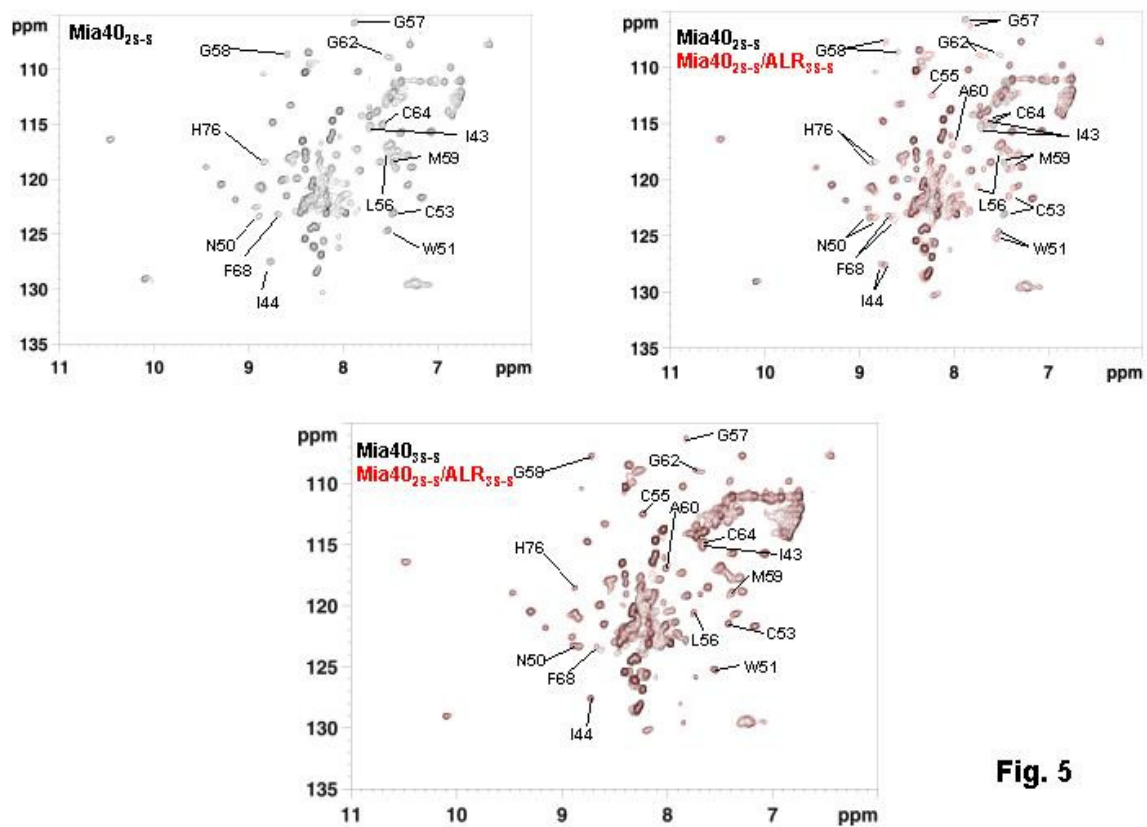 ppm
Mia40₂S-S
G57
G58
G62
110
C64
115
I43
H76
M59
120
L56
C53
125
N50
W51
F68
I44
130
135
11 10 9 8 7 ppm
ppm
Mia40₂S-S
Mia40₂S-S/ALR₃S-S
G57
G58
G62
110
C55
A60
C64
115
I43
H76
M59
120
L56
C53
125
N50
W51
F68
I44
130
135
11 10 9 8 7 ppm
ppm
Mia40₃S-S
Mia40₂S-S/ALR₃S-S
G57
G58
G62
110
C55
A60
C64
115
I43
H76
M59
120
L56
C53
N50
125
F68
W51
I44
130
135
11 10 9 8 7 ppm
Fig. 5